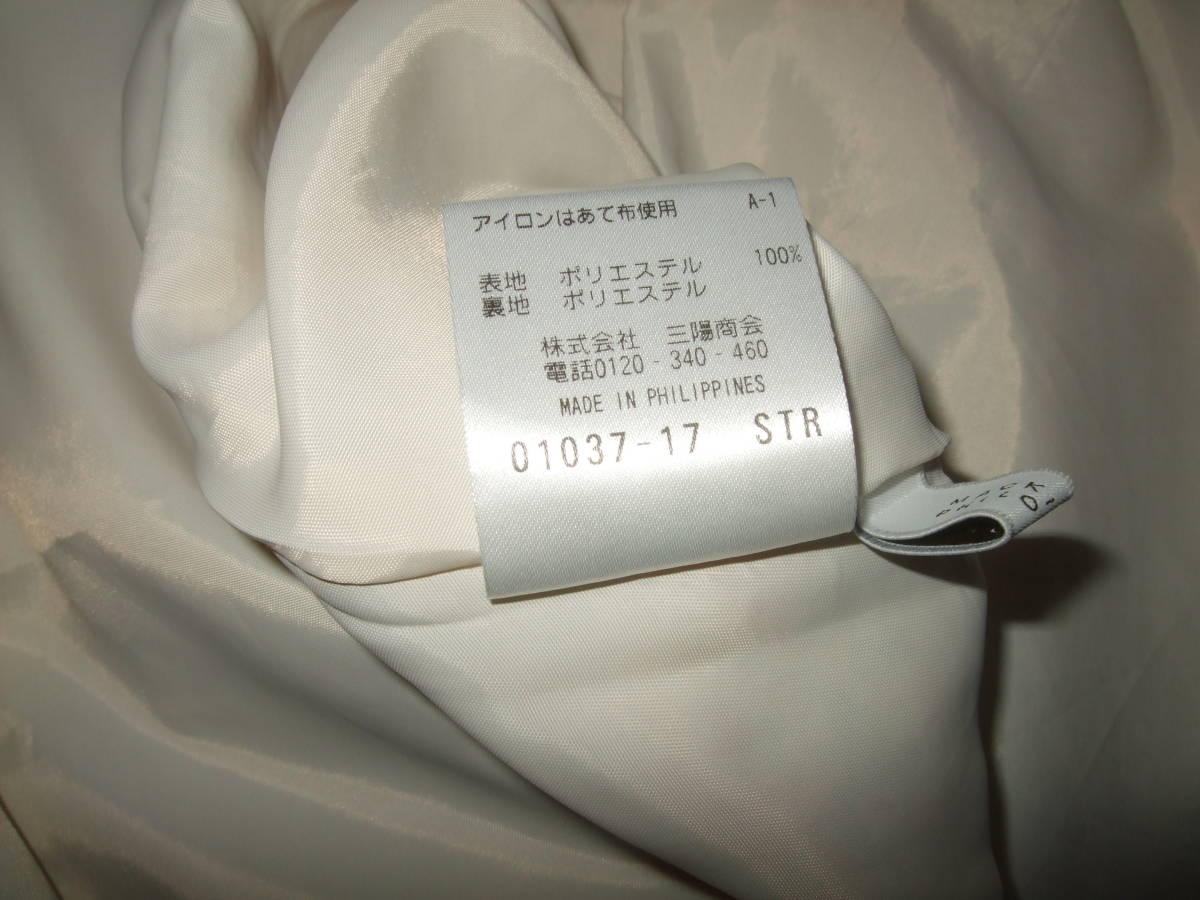 アイロンはあて布使用 A-1
表地 ポリエステル 100%
裏地 ポリエステル
株式会社 三陽商会
電話0120-340-460
MADE IN PHILIPPINES
01037-17 STR